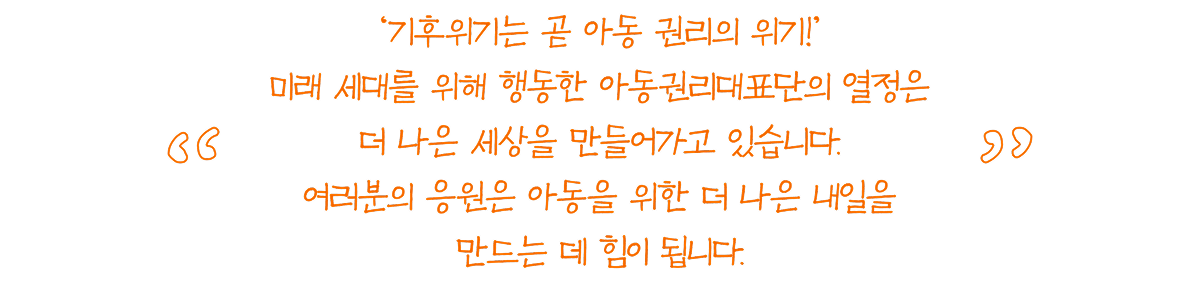 ‘기후위기는 곧 아동 권리의 위기!’
미래 세대를 위해 행동한 아동권리대표단의 열정은
“ 더 나은 세상을 만들어가고 있습니다. ”
여러분의 응원은 아동을 위한 더 나은 내일을
만드는 데 힘이 됩니다.